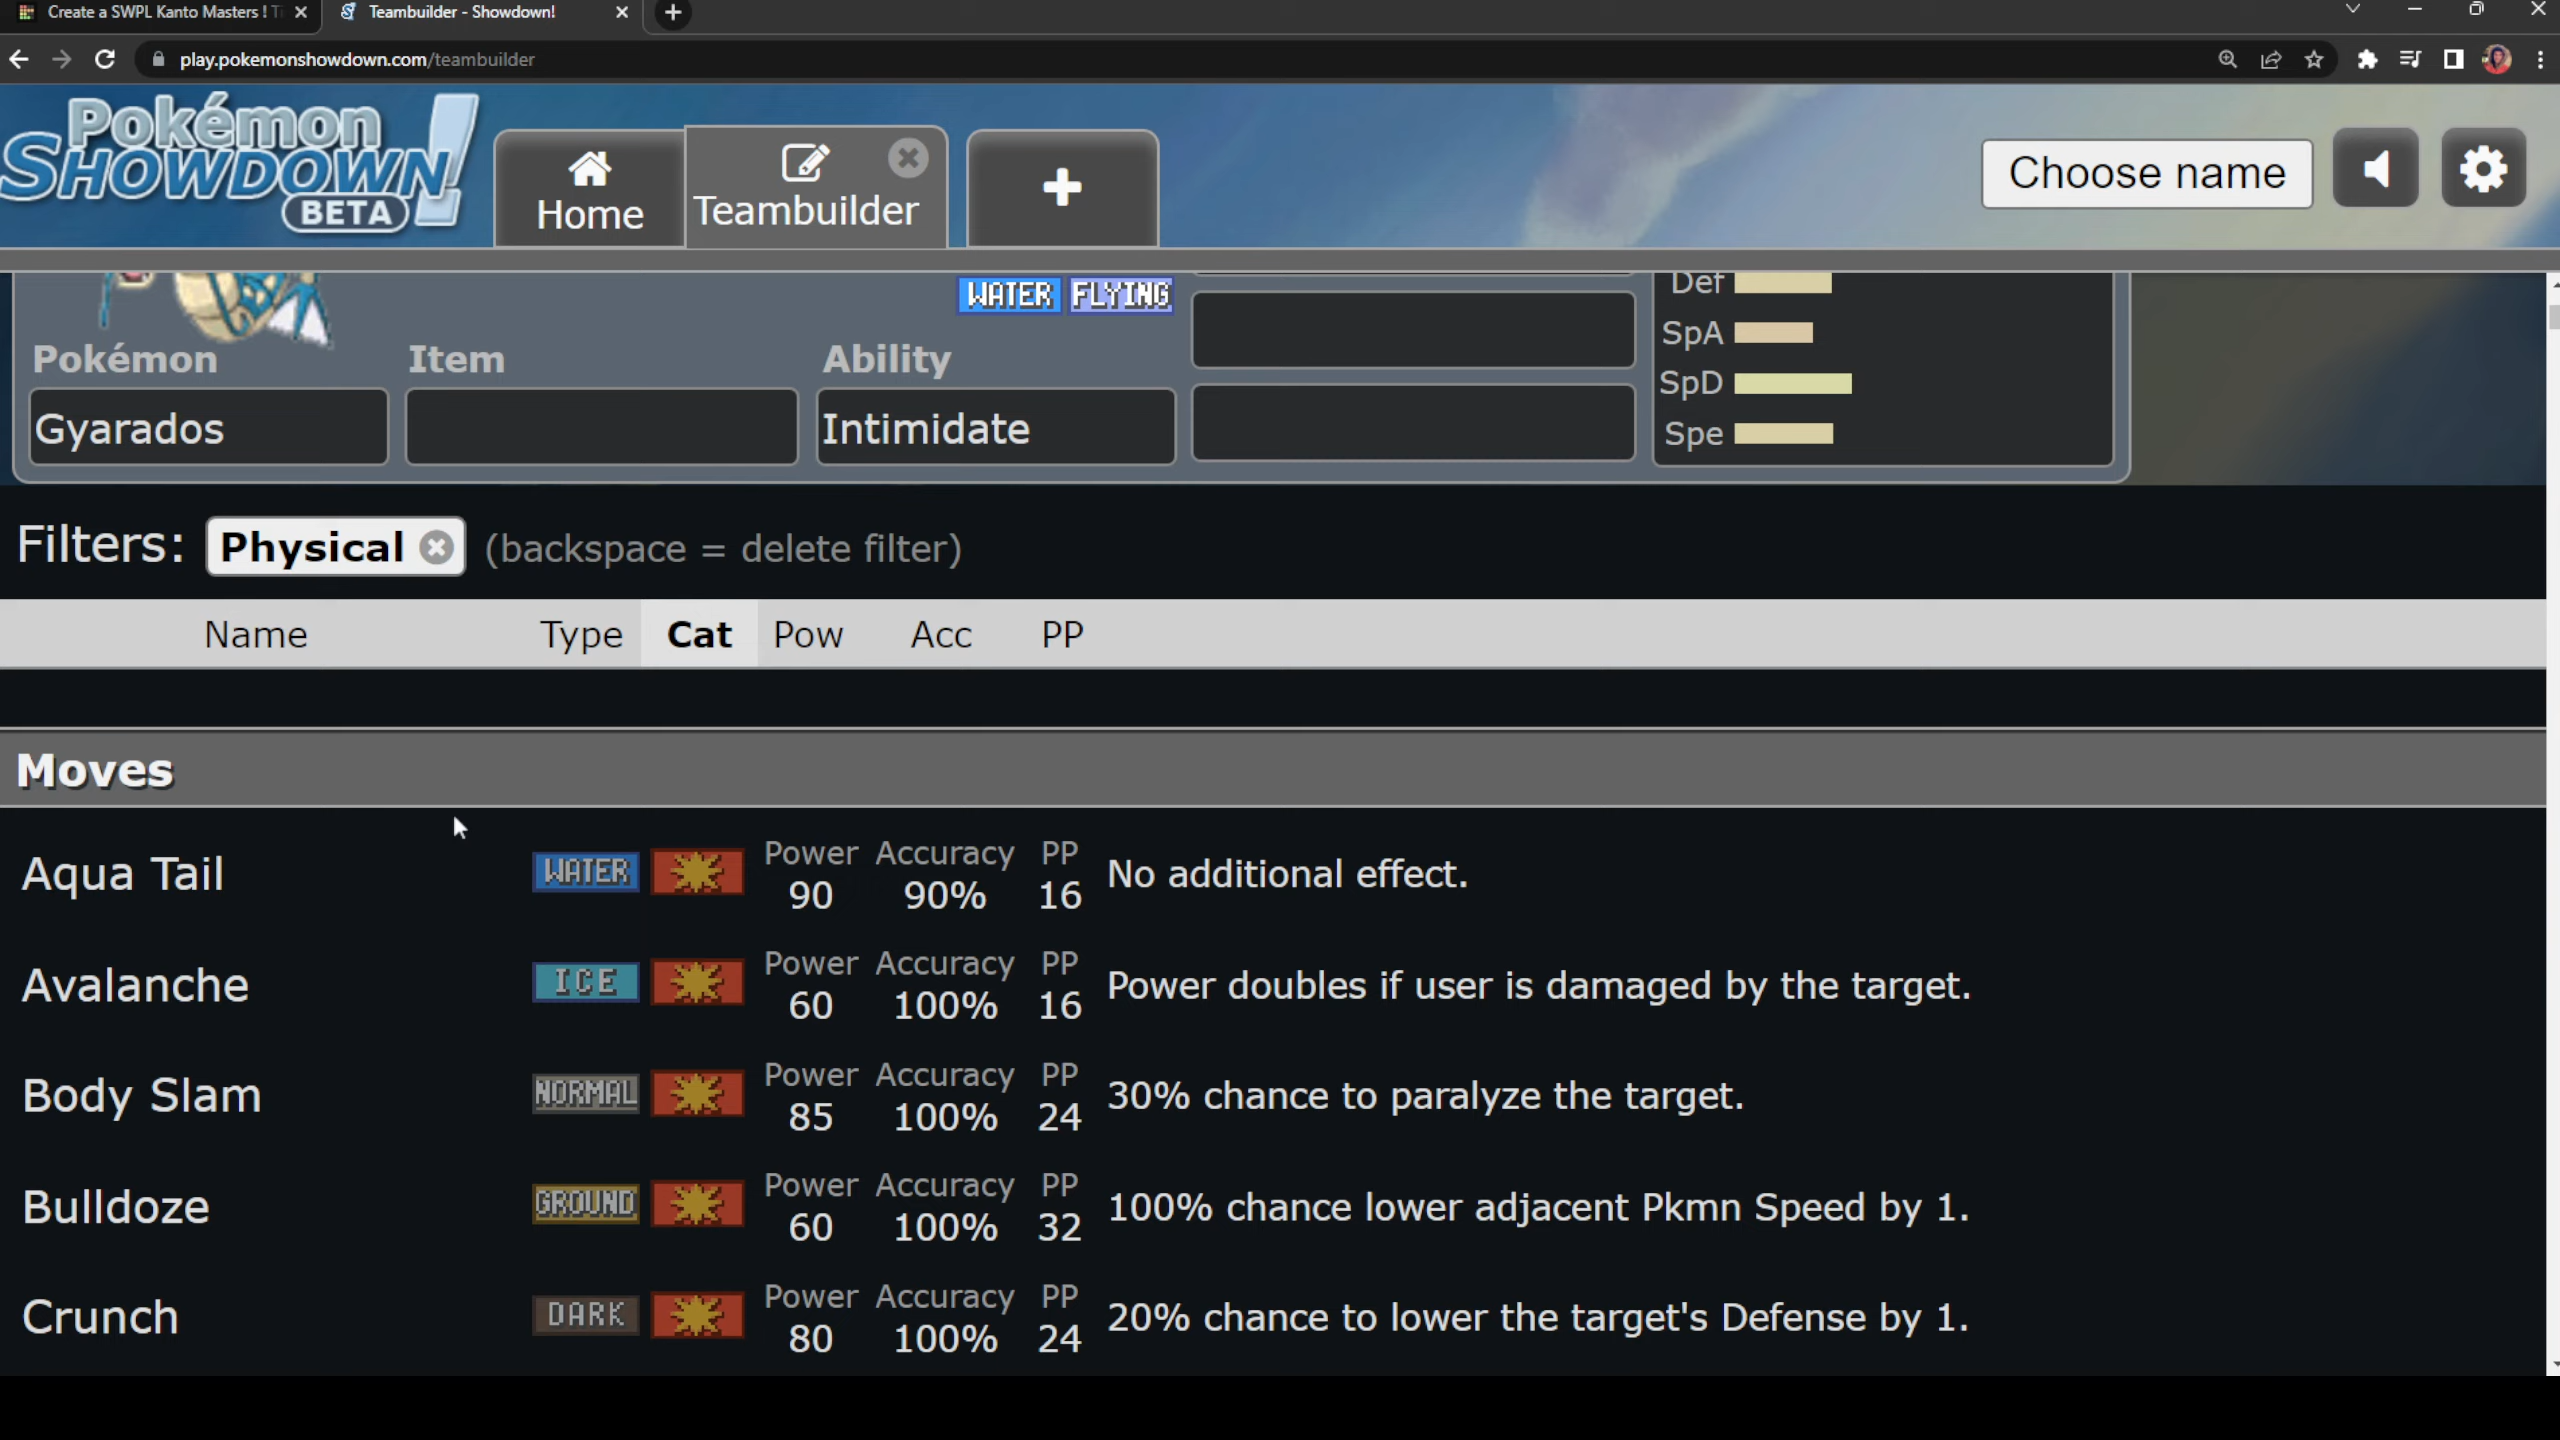 Create a SWPL Kanto Masters ! Ti
Teambuilder - Showdown!
play.pokemonshowdown.com/teambuilder
Pokémon
SHOWDOWN!
BETA
Home
Teambuilder
Choose name
WATER FLYING
Def
SpA
SpD
Spe
Pokémon Item Ability
Gyarados Intimidate
Filters: Physical (backspace = delete filter)
Name Type Cat Pow Acc PP
Moves
Aqua Tail WATER Power 90 Accuracy 90% PP 16 No additional effect.
Avalanche ICE Power 60 Accuracy 100% PP 16 Power doubles if user is damaged by the target.
Body Slam NORMAL Power 85 Accuracy 100% PP 24 30% chance to paralyze the target.
Bulldoze GROUND Power 60 Accuracy 100% PP 32 100% chance lower adjacent Pkmn Speed by 1.
Crunch DARK Power 80 Accuracy 100% PP 24 20% chance to lower the target's Defense by 1.